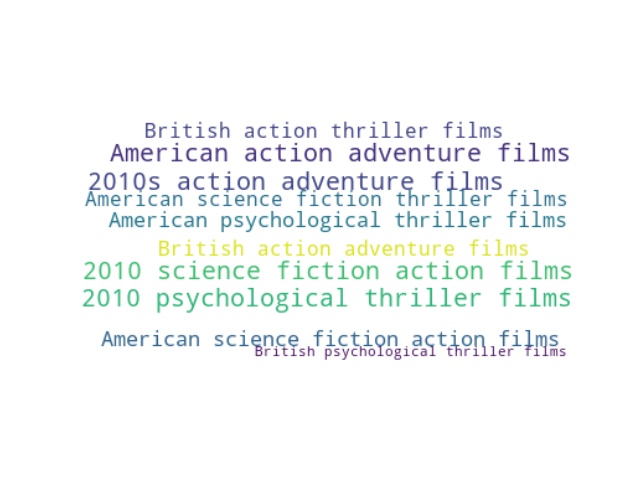 British action thriller films
American action adventure films
2010s action adventure films
American science fiction thriller films
American psychological thriller films
British action adventure films
2010 science fiction action films
2010 psychological thriller films
American science fiction action films
British psychological thriller films